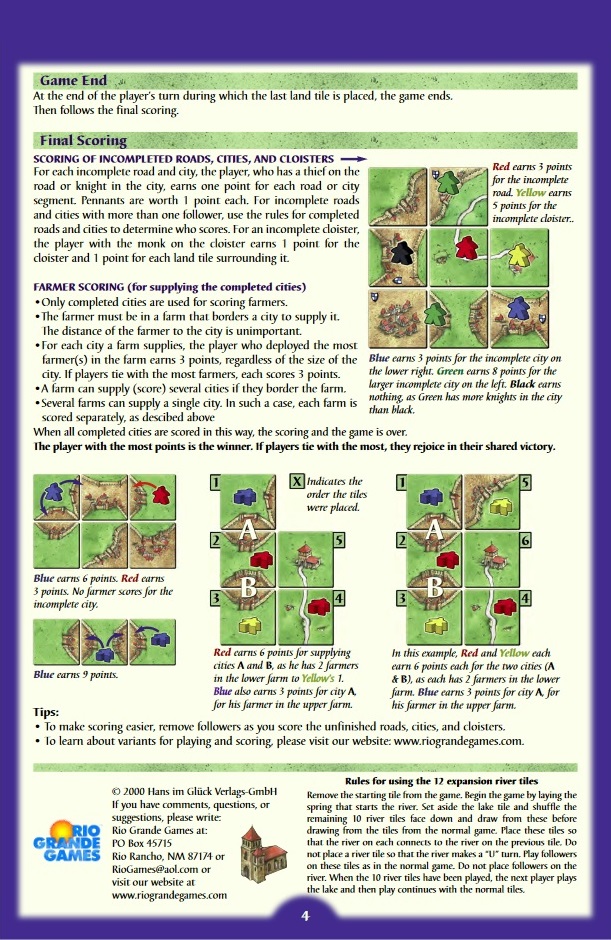 Game End
At the end of the player's turn during which the last land tile is placed, the game ends.
Then follows the final scoring.
Final Scoring
SCORING OF INCOMPLETED ROADS, CITIES, AND CLOISTERS
For each incomplete road and city, the player, who has a thief on the
road or knight in the city, earns one point for each road or city
segment. Pennants are worth 1 point each. For incomplete roads
and cities with more than one follower, use the rules for completed
roads and cities to determine who scores. For an incomplete cloister,
the player with the monk on the cloister earns 1 point for the
cloister and 1 point for each land tile surrounding it.
Red earns 3 points
for the incomplete
road. Yellow earns
5 points for the
incomplete cloister..
FARMER SCORING (for supplying the completed cities)
•Only completed cities are used for scoring farmers.
•The farmer must be in a farm that borders a city to supply it.
The distance of the farmer to the city is unimportant.
•For each city a farm supplies, the player who deployed the most
farmer(s) in the farm earns 3 points, regardless of the size of the
city. If players tie with the most farmers, each scores 3 points.
•A farm can supply (score) several cities if they border the farm.
•Several farms can supply a single city. In such a case, each farm is
scored separately, as descibed above
Blue earns 3 points for the incomplete city on
the lower right. Green earns 8 points for the
larger incomplete city on the left. Black earns
nothing, as Green has more knights in the city
than black.
When all completed cities are scored in this way, the scoring and the game is over.
The player with the most points is the winner. If players tie with the most, they rejoice in their shared victory.
Blue earns 6 points. Red earns
3 points. No farmer scores for the
incomplete city.
Blue earns 9 points.
1
A
2
5
B
3
4
X Indicates the
order the tiles
were placed.
Red earns 6 points for supplying
cities A and B, as he has 2 farmers
in the lower farm to Yellow's 1.
Blue also earns 3 points for city A,
for his farmer in the upper farm.
1
5
A
2
6
B
3
4
In this example, Red and Yellow each
earn 6 points each for the two cities (A
& B), as each has 2 farmers in the lower
farm. Blue earns 3 points for city A, for
his farmer in the upper farm.
Tips:
• To make scoring easier, remove followers as you score the unfinished roads, cities, and cloisters.
• To learn about variants for playing and scoring, please visit our website: www.riograndegames.com.
RIO
GRANDE
GAMES
© 2000 Hans im Glück Verlags-GmbH
If you have comments, questions, or
suggestions, please write:
Rio Grande Games at:
PO Box 45715
Rio Rancho, NM 87174 or
RioGames@aol.com or
visit our website at
www.riograndegames.com
Rules for using the 12 expansion river tiles
Remove the starting tile from the game. Begin the game by laying the
spring that starts the river. Set aside the lake tile and shuffle the
remaining 10 river tiles face down and draw from these before
drawing from the tiles from the normal game. Place these tiles so
that the river on each connects to the river on the previous tile. Do
not place a river tile so that the river makes a "U" turn. Play followers
on these tiles as in the normal game. Do not place followers on the
river. When the 10 river tiles have been played, the next player plays
the lake and then play continues with the normal tiles.
4